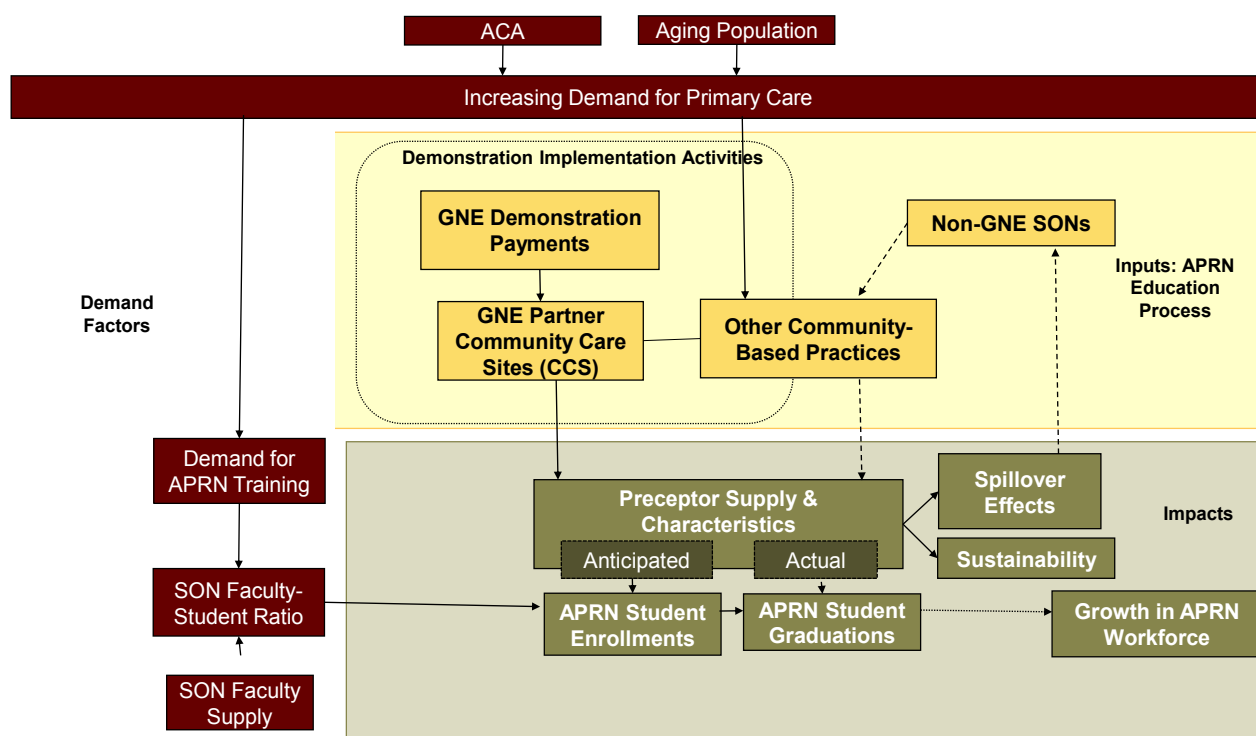 ACA
Aging Population
Increasing Demand for Primary Care
Demonstration Implementation Activities
GNE Demonstration
Payments
Non-GNE SONs
Inputs: APRN
Education
Process
Demand
Factors
GNE Partner
Community Care
Sites (CCS)
Other Community-
Based Practices
Demand for
APRN Training
Preceptor Supply &
Characteristics
Spillover
Effects
Impacts
Anticipated
Actual
Sustainability
SON Faculty-
Student Ratio
APRN Student
Enrollments
APRN Student
Graduations
Growth in APRN
Workforce
SON Faculty
Supply